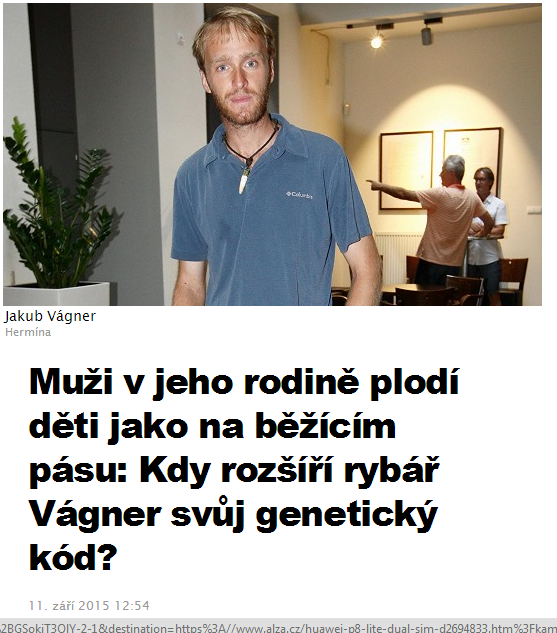 Columbia
Jakub Vágner
Hermína
Muži v jeho rodině plodí
děti jako na běžícím
pásu: Kdy rozšíří rybář
Vágner svůj genetický
kód?
11. září 2015 12:54
2BGSokiT3OIY-2-1&destination=https%3A//www.alza.cz/huawei-p8-lite-dual-sim-d2694833.htm%3Fkam